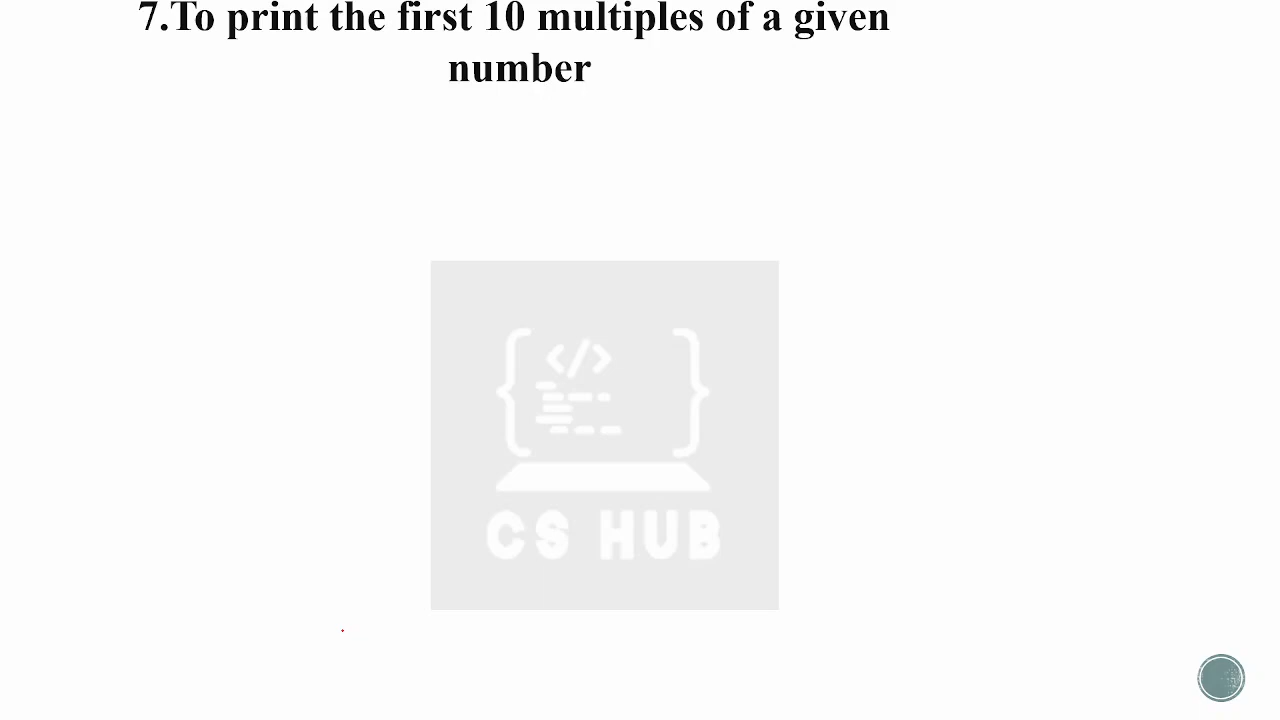 7.To print the first 10 multiples of a given
number
</>
CS HUB